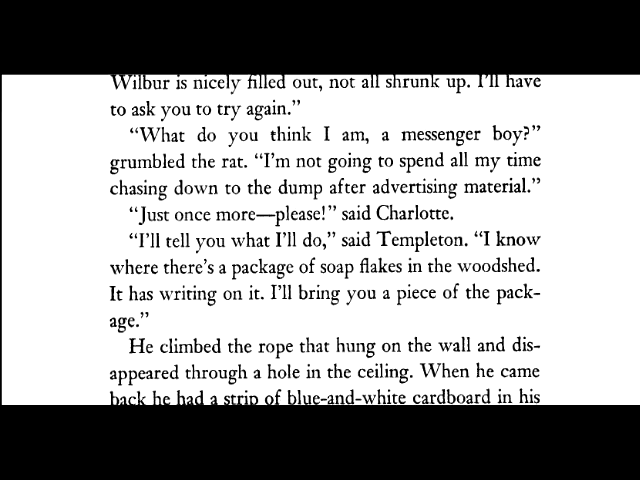 Wilbur is nicely filled out, not all shrunk up. I'll have
to ask you to try again.”
“What do you think I am, a messenger boy?”
grumbled the rat. “I'm not going to spend all my time
chasing down to the dump after advertising material.”
“Just once more—please!” said Charlotte.
“I'll tell you what I'll do,” said Templeton. “I know
where there's a package of soap flakes in the woodshed.
It has writing on it. I'll bring you a piece of the pack-
age.”
He climbed the rope that hung on the wall and dis-
appeared through a hole in the ceiling. When he came
back he had a strip of blue-and-white cardboard in his